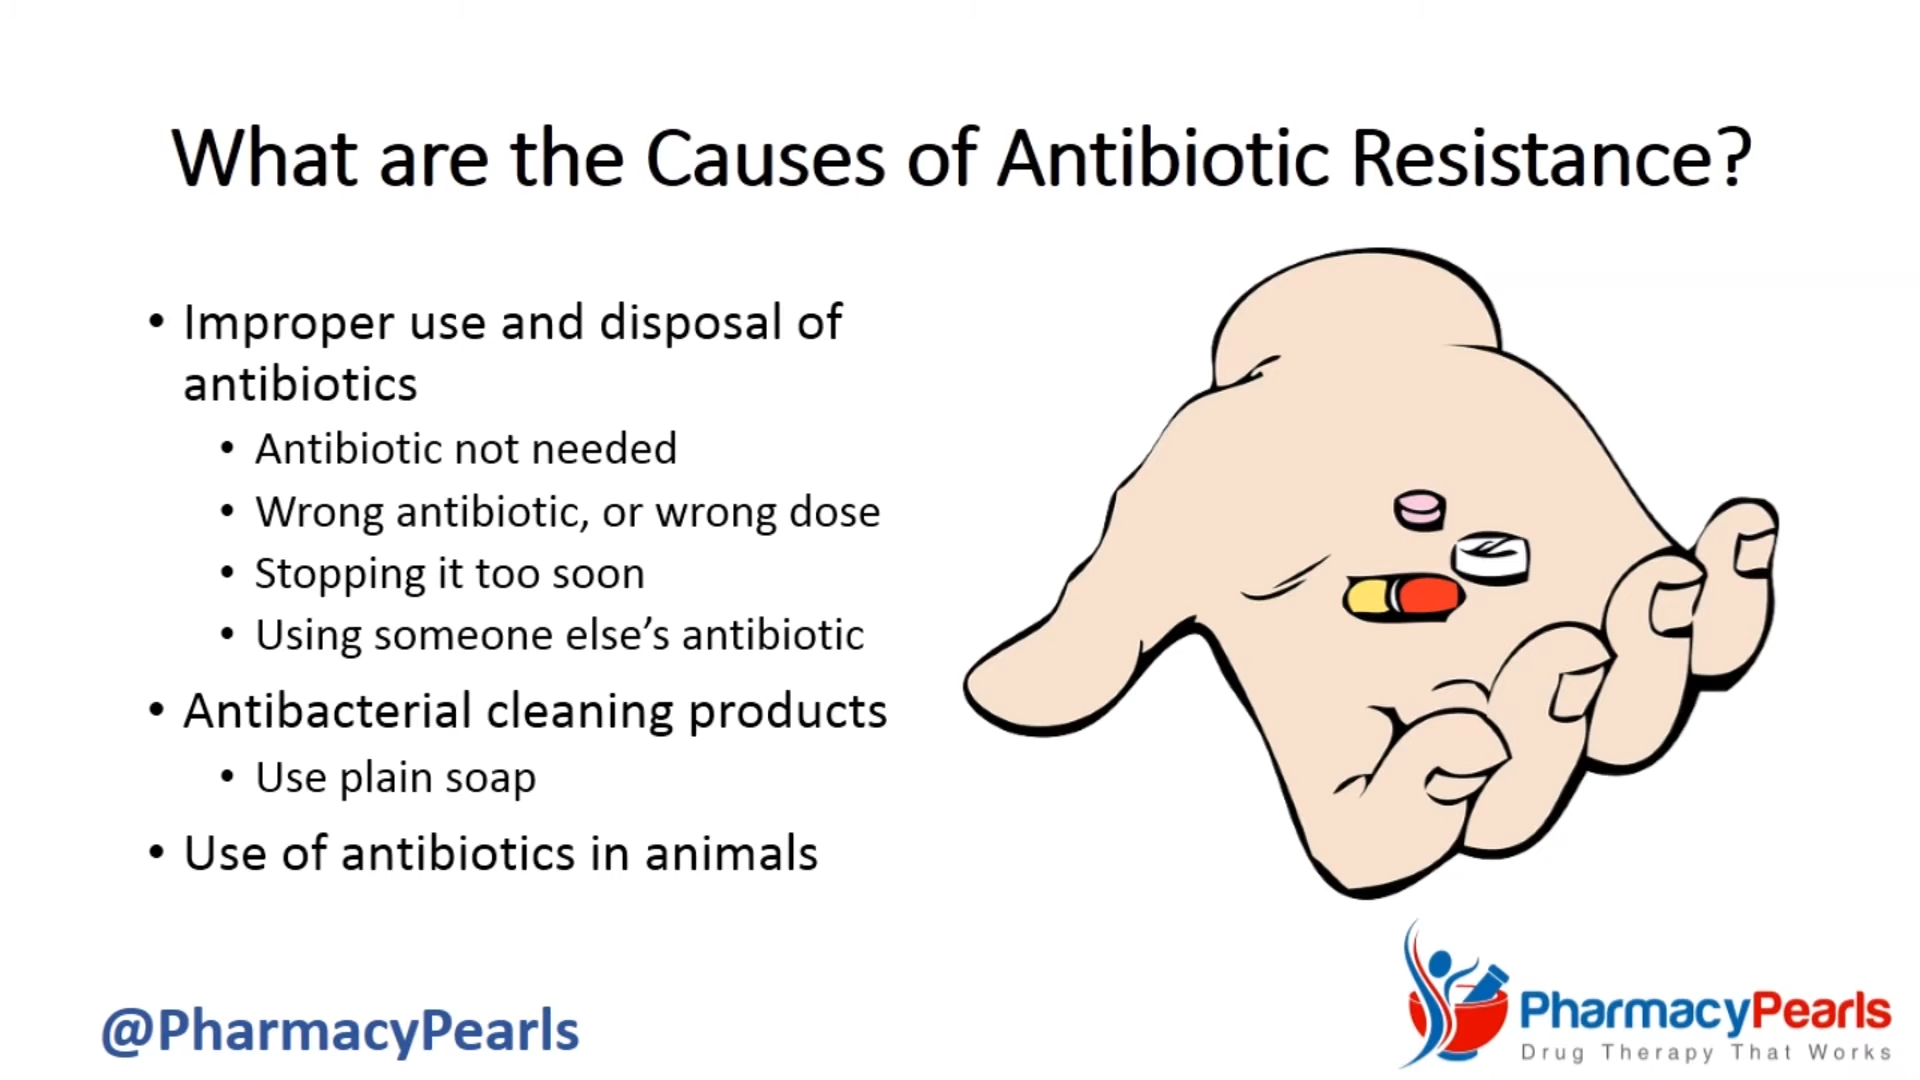 What are the Causes of Antibiotic Resistance?
• Improper use and disposal of
antibiotics
• Antibiotic not needed
• Wrong antibiotic, or wrong dose
• Stopping it too soon
• Using someone else’s antibiotic
• Antibacterial cleaning products
• Use plain soap
• Use of antibiotics in animals
@PharmacyPearls
PharmacyPearls
Drug Therapy That Works